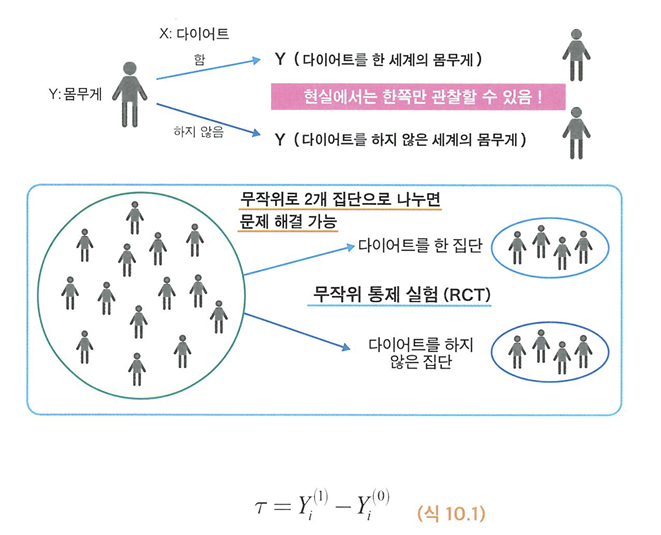 X: 다이어트
함
Y ( 다이어트를 한 세계의 몸무게 )
Y: 몸무게
현실에서는 한쪽만 관찰할 수 있음 !
하지 않음
Y ( 다이어트를 하지 않은 세계의 몸무게 )
무작위로 2개 집단으로 나누면
문제 해결 가능
다이어트를 한 집단
무작위 통제 실험 (RCT)
다이어트를 하지
않은 집단
τ = Y_i^(1) − Y_i^(0) (식 10.1)